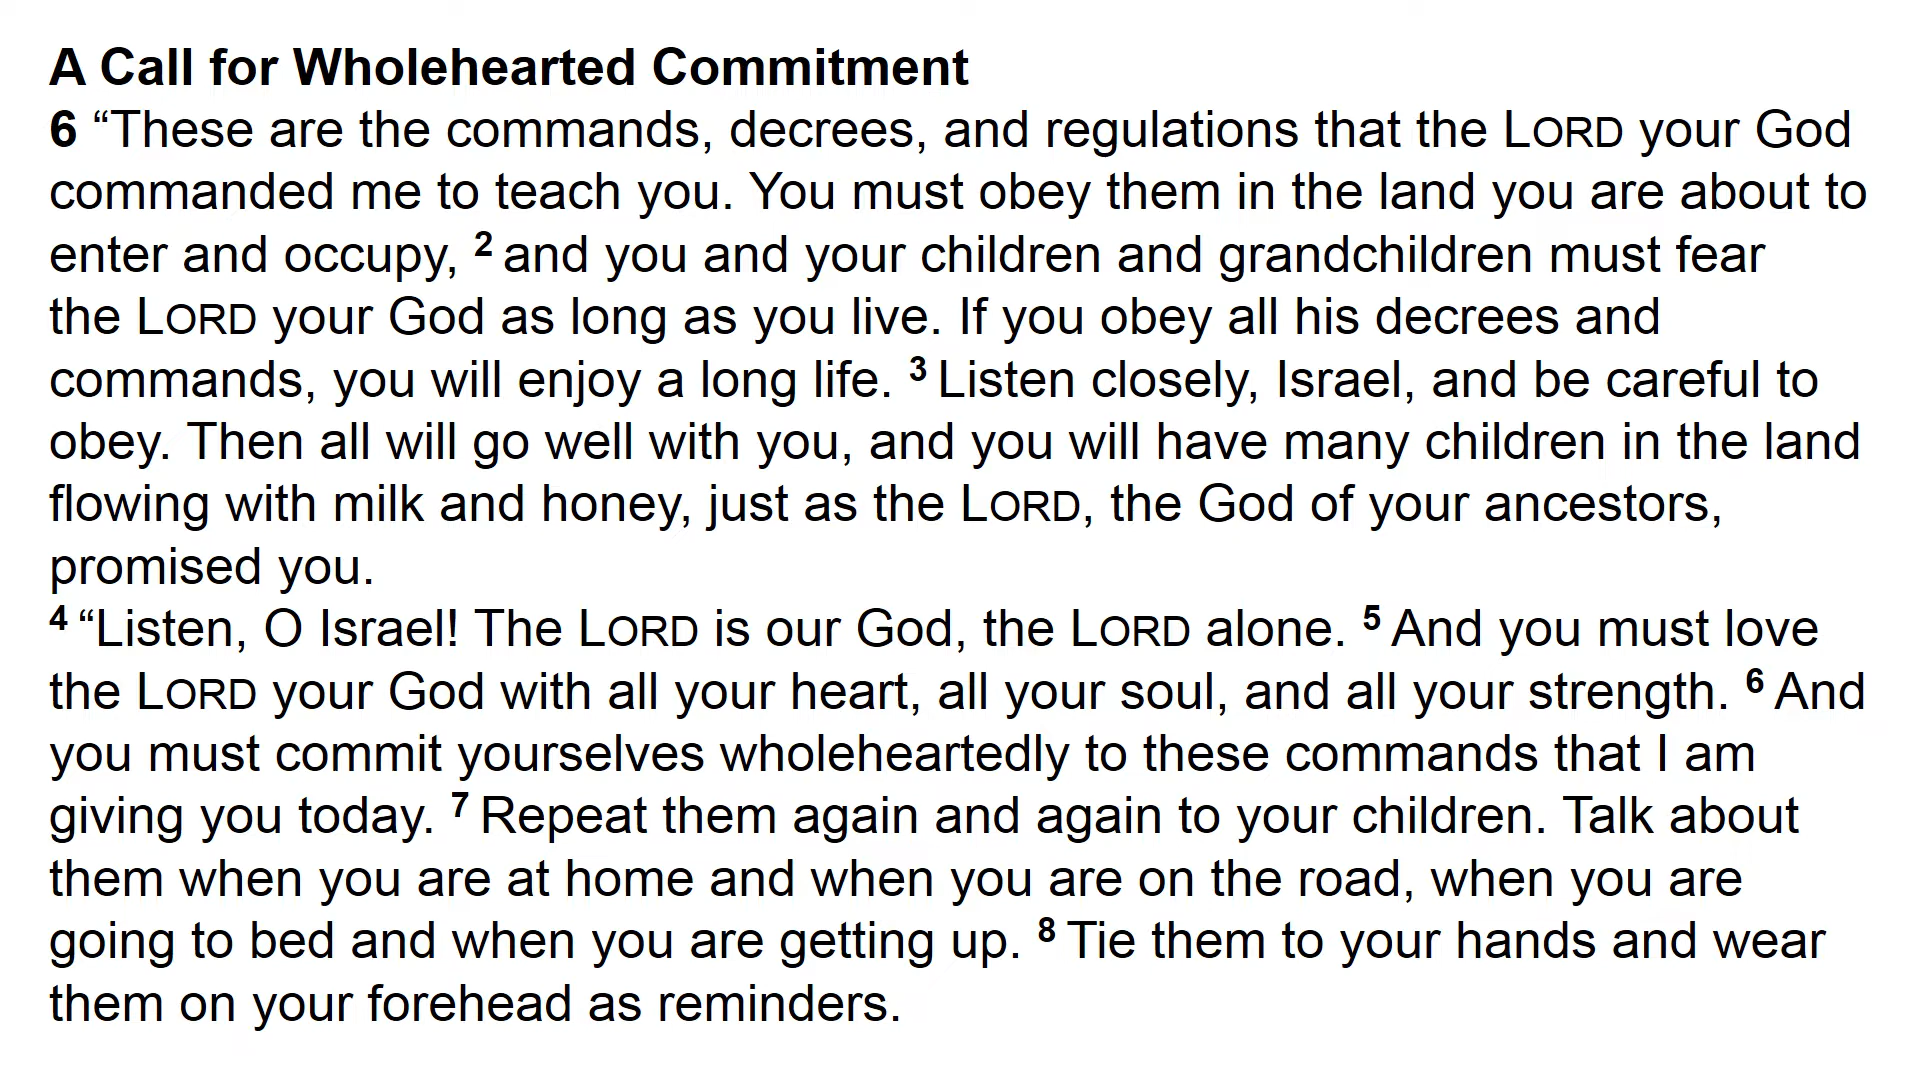 A Call for Wholehearted Commitment
6 “These are the commands, decrees, and regulations that the LORD your God
commanded me to teach you. You must obey them in the land you are about to
enter and occupy, 2 and you and your children and grandchildren must fear
the LORD your God as long as you live. If you obey all his decrees and
commands, you will enjoy a long life. 3 Listen closely, Israel, and be careful to
obey. Then all will go well with you, and you will have many children in the land
flowing with milk and honey, just as the LORD, the God of your ancestors,
promised you.
4 “Listen, O Israel! The LORD is our God, the LORD alone. 5 And you must love
the LORD your God with all your heart, all your soul, and all your strength. 6 And
you must commit yourselves wholeheartedly to these commands that I am
giving you today. 7 Repeat them again and again to your children. Talk about
them when you are at home and when you are on the road, when you are
going to bed and when you are getting up. 8 Tie them to your hands and wear
them on your forehead as reminders.